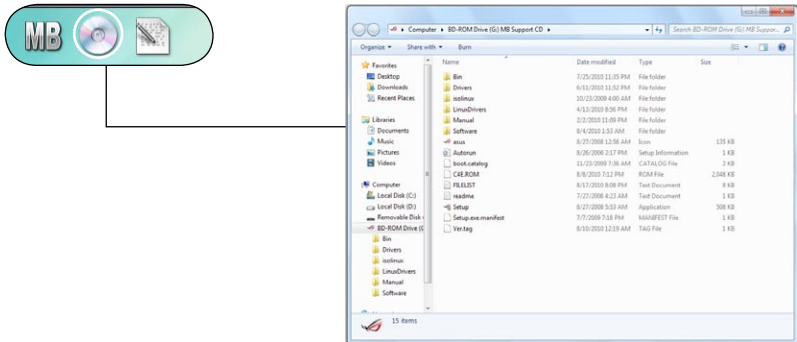 MB
Computer ▸ BD-ROM Drive (G:) MB Support CD ▸
Search BD-ROM Drive (G:) MB Suppor...
Organize Share with Burn
Favorites
Desktop
Downloads
Recent Places
Libraries
Documents
Music
Pictures
Videos
Computer
Local Disk (C:)
Local Disk (D:)
Removable Disk
BD-ROM Drive (G
Bin
Drivers
isolinux
LinuxDrivers
Manual
Software
Name Date modified Type Size
Bin 7/25/2010 11:35 PM File folder
Drivers 6/11/2010 11:52 PM File folder
isolinux 10/23/2009 4:00 AM File folder
LinuxDrivers 4/13/2010 8:56 PM File folder
Manual 2/2/2010 11:09 PM File folder
Software 8/4/2010 1:53 AM File folder
asus 8/27/2008 12:58 AM Icon 135 KB
Autorun 8/26/2006 2:17 PM Setup Information 1 KB
boot.catalog 11/23/2009 7:36 AM CATALOG File 2 KB
C4E.ROM 8/8/2010 7:12 PM ROM File 2,048 KB
FILELIST 8/17/2010 8:08 PM Text Document 8 KB
readme 7/27/2006 4:23 AM Text Document 1 KB
Setup 8/27/2008 5:53 AM Application 508 KB
Setup.exe.manifest 7/7/2009 7:18 PM MANIFEST File 1 KB
Ver.tag 8/10/2010 12:19 AM TAG File 1 KB
15 items